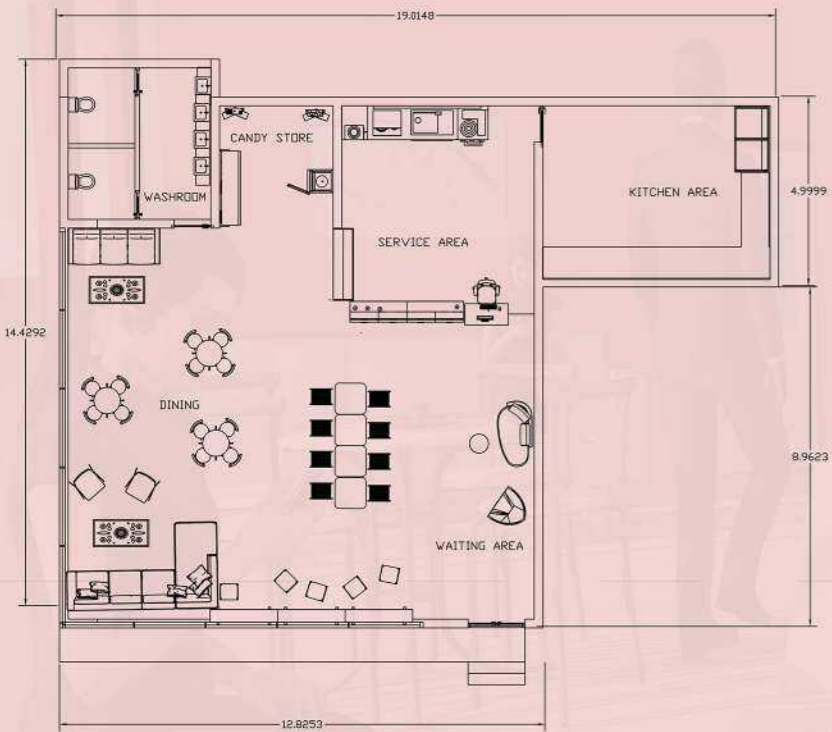 19.0148
CANDY STORE
WASHROOM
KITCHEN AREA
4.9999
SERVICE AREA
14.4292
DINING
8.9623
WAITING AREA
12.8253